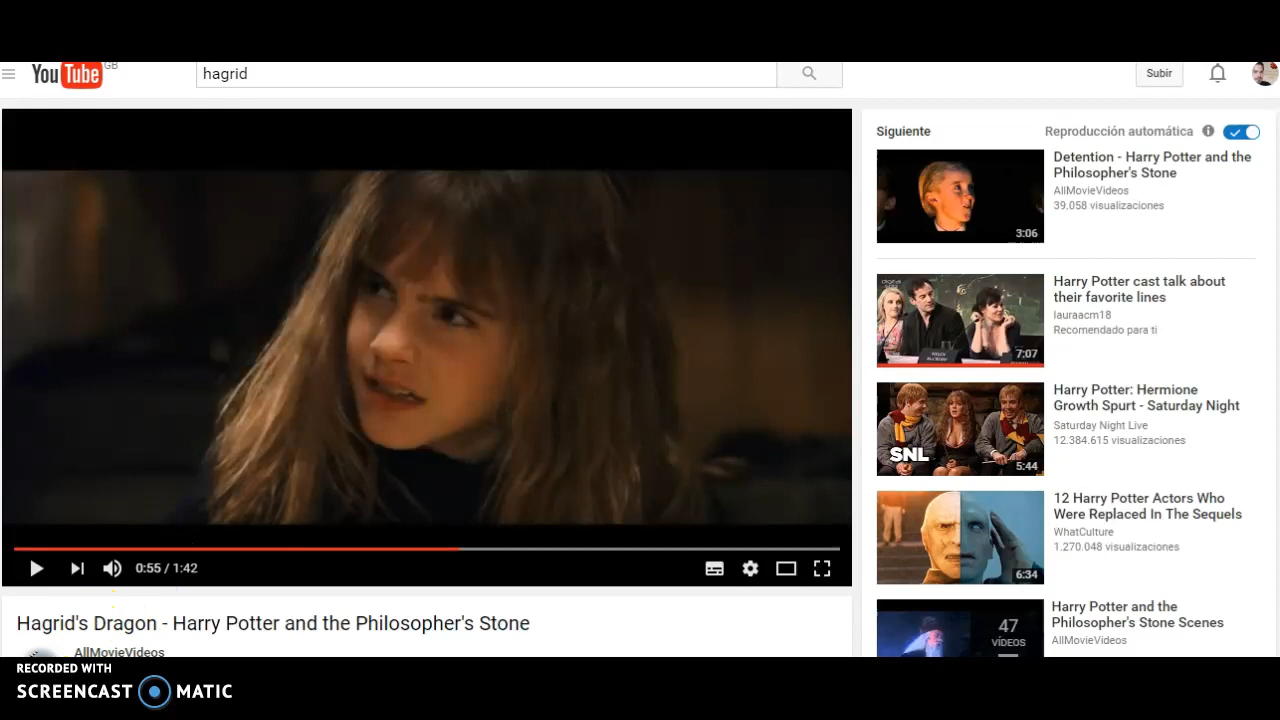 YouTube GB
hagrid
Subir
Siguiente
Reproducción automática
Detention - Harry Potter and the
Philosopher's Stone
AllMovieVideos
39.058 visualizaciones
3:06
Harry Potter cast talk about
their favorite lines
lauraacm18
Recomendado para ti
7:07
Harry Potter: Hermione
Growth Spurt - Saturday Night
Saturday Night Live
12.384.615 visualizaciones
SNL
5:44
12 Harry Potter Actors Who
Were Replaced In The Sequels
WhatCulture
1.270.048 visualizaciones
6:34
Harry Potter and the
Philosopher's Stone Scenes
AllMovieVideos
47
VÍDEOS
0:55 / 1:42
Hagrid's Dragon - Harry Potter and the Philosopher's Stone
AllMovieVideos
RECORDED WITH
SCREENCAST MATIC